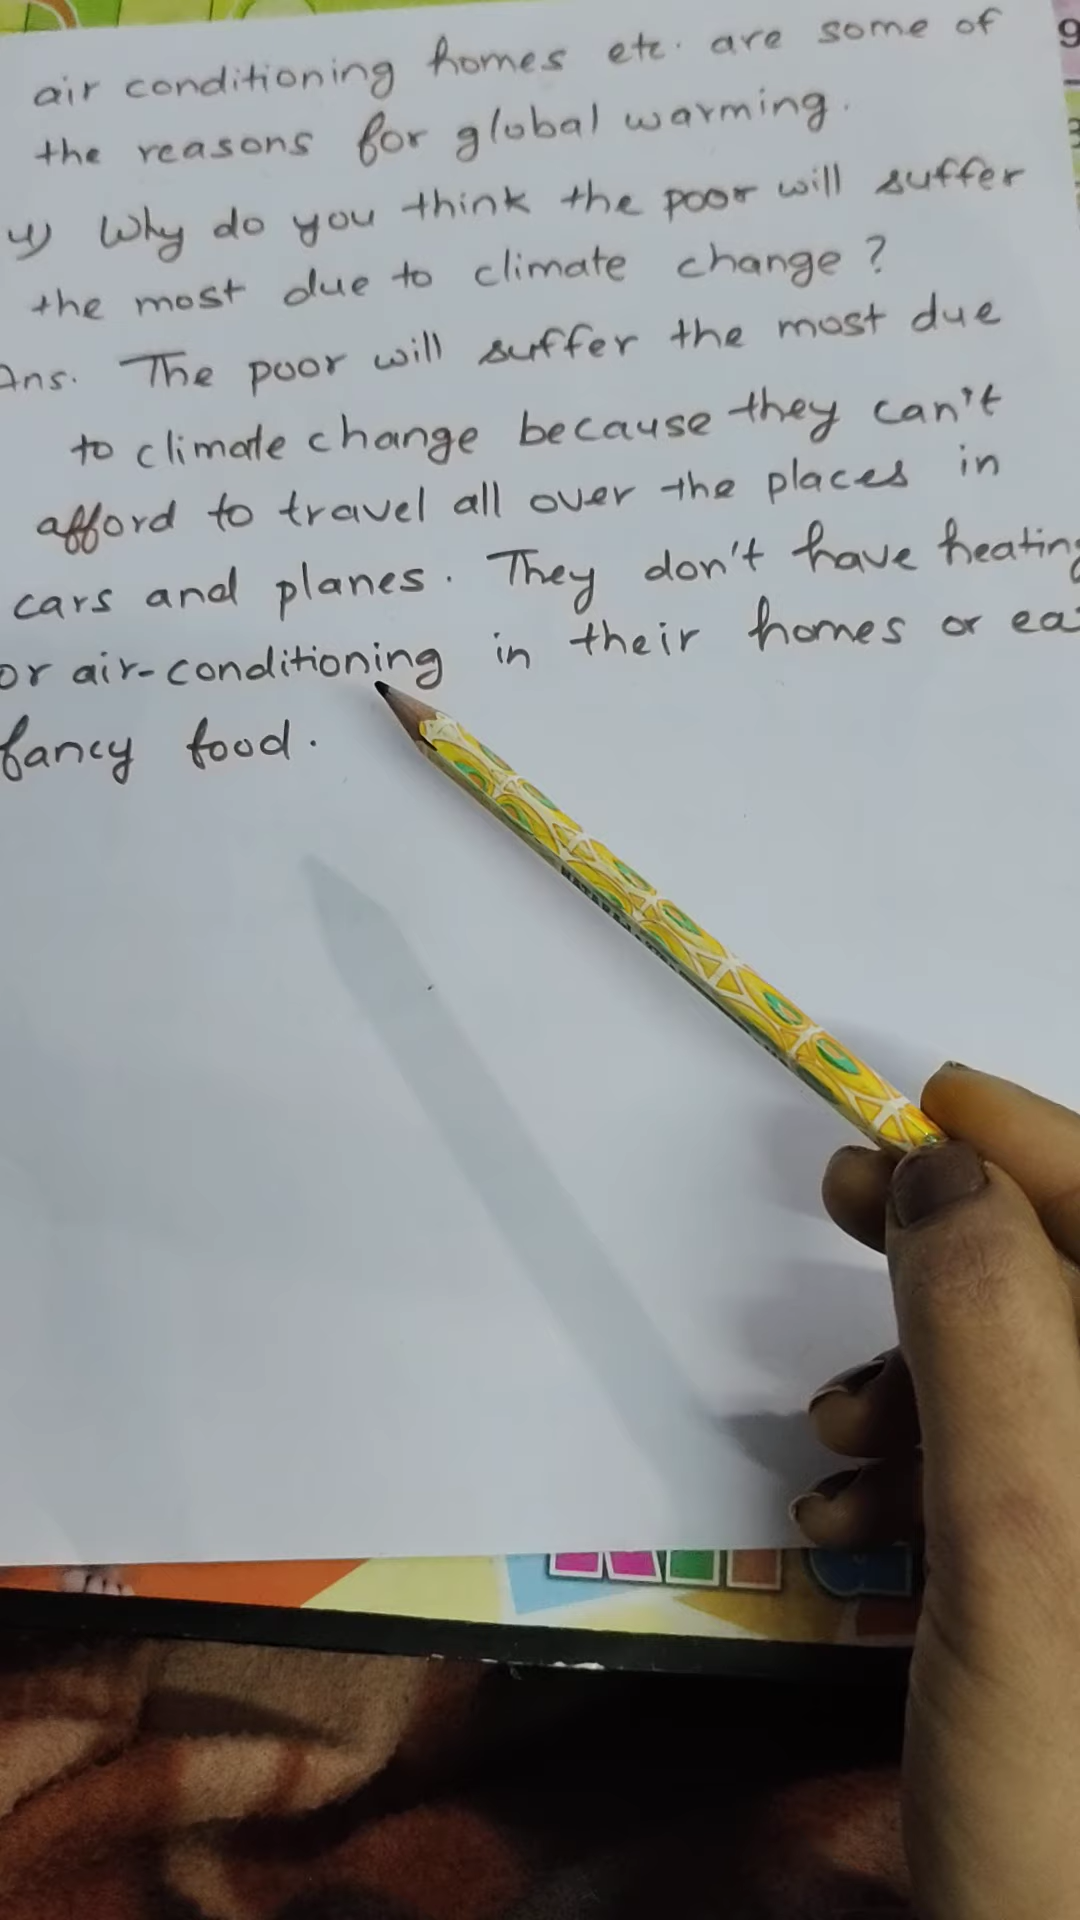 air conditioning homes etc. are some of
the reasons for global warming.
4) Why do you think the poor will suffer
the most due to climate change?
Ans. The poor will suffer the most due
to climate change because they can't
afford to travel all over the places in
cars and planes. They don't have heating
or air-conditioning in their homes or eat
fancy food.